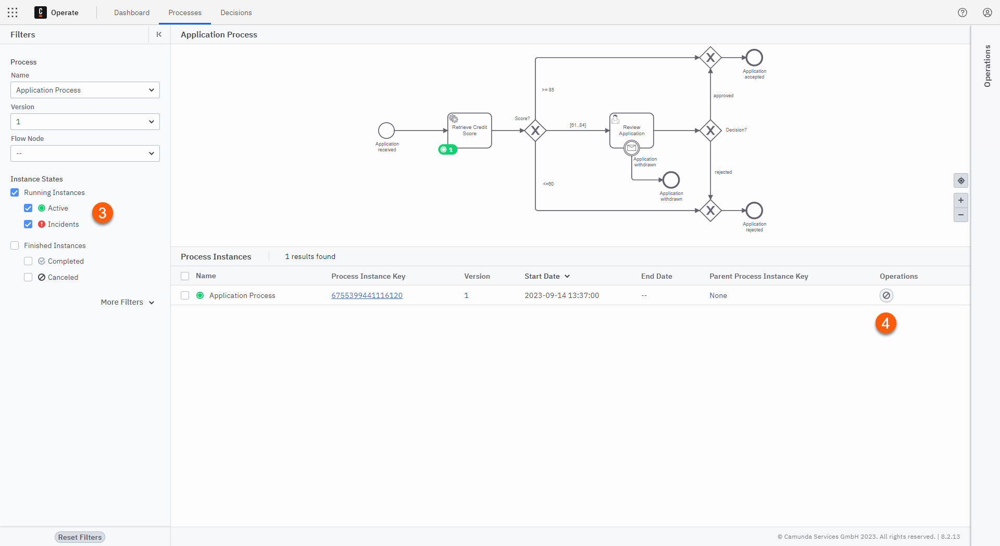 Operate
Dashboard
Processes
Decisions
Filters
Process
Name
Application Process
Version
1
Flow Node
--
Instance States
Running Instances
Active
Incidents
3
Finished Instances
Completed
Canceled
More Filters
Reset Filters
Application Process
Application
received
Retrieve Credit
Score
1
Score?
>= 85
[61..84]
<=60
Review
Application
Application
withdrawn
Application
withdrawn
approved
Decision?
rejected
Application
accepted
Application
rejected
Operations
Process Instances
1 results found
Name
Process Instance Key
Version
Start Date
End Date
Parent Process Instance Key
Operations
Application Process
6755399441116120
1
2023-09-14 13:37:00
--
None
4
© Camunda Services GmbH 2023. All rights reserved. | 8.2.13